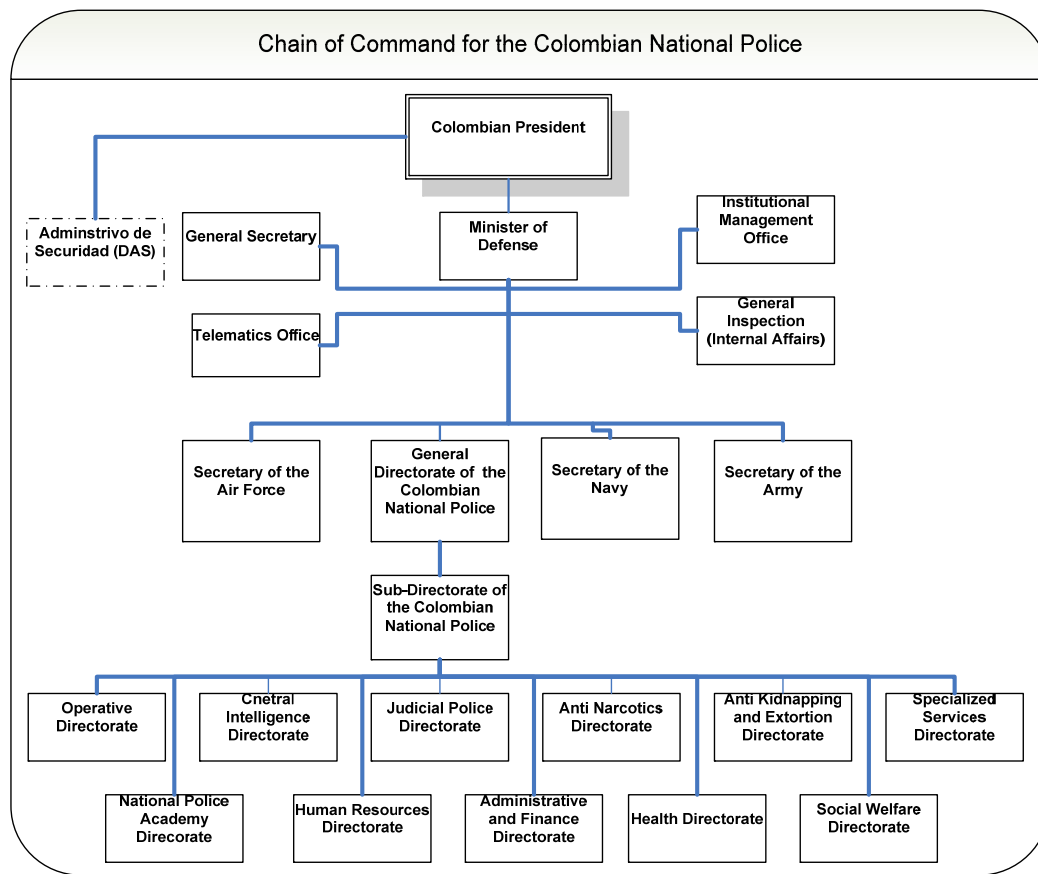 Chain of Command for the Colombian National Police
Colombian President
Adminstrivo de
Securidad (DAS)
General Secretary
Minister of
Defense
Institutional
Management
Office
Telematics Office
General
Inspection
(Internal Affairs)
Secretary of the
Air Force
General
Directorate of the
Colombian
National Police
Secretary of the
Navy
Secretary of the
Army
Sub-Directorate of
the Colombian
National Police
Operative
Directorate
Cnetral
Intelligence
Directorate
Judicial Police
Directorate
Anti Narcotics
Directorate
Anti Kidnapping
and Extortion
Directorate
Specialized
Services
Directorate
National Police
Academy
Direcorate
Human Resources
Directorate
Administrative
and Finance
Directorate
Health Directorate
Social Welfare
Directorate